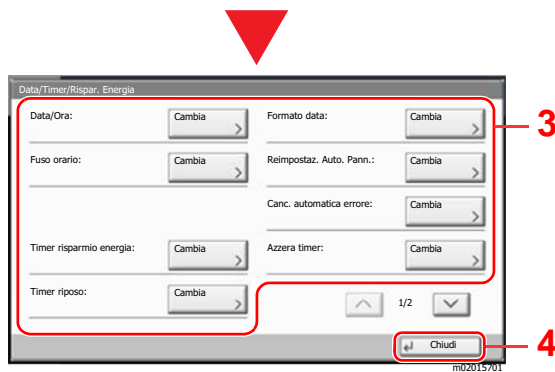 Data/Timer/Rispar. Energia
Data/Ora:
Cambia
Formato data:
Cambia
3
Fuso orario:
Cambia
Reimpostaz. Auto. Pann.:
Cambia
Canc. automatica errore:
Cambia
Timer risparmio energia:
Cambia
Azzera timer:
Cambia
Timer riposo:
Cambia
1/2
Chiudi
4
m02015701